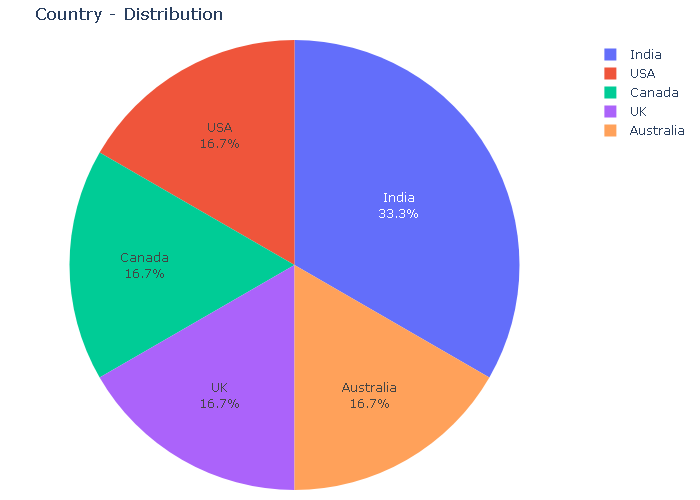 Country - Distribution
India
USA
Canada
UK
Australia
USA
16.7%
India
33.3%
Canada
16.7%
UK
16.7%
Australia
16.7%